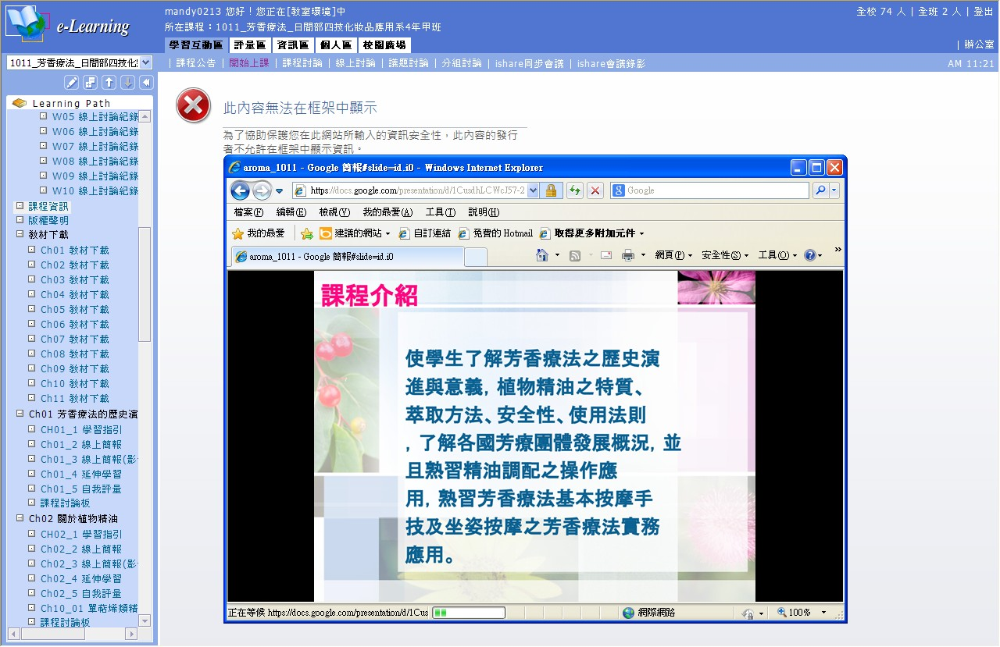 e-Learning
mandy0213 您好！您正在[教室環境]中
全校 74 人 | 全班 2 人 | 登出
所在課程：1011_芳香療法_日間部四技化妝品應用系4年甲班
學習互動區 評量區 資訊區 個人區 校園廣場
| 辦公室
| 課程公告 | 開始上課 | 課程討論 | 線上討論 | 議題討論 | 分組討論 | ishare同步會議 | ishare會議錄影
AM 11:21
1011_芳香療法_日間部四技化
Learning Path
W05 線上討論紀錄
W06 線上討論紀錄
W07 線上討論紀錄
W08 線上討論紀錄
W09 線上討論紀錄
W10 線上討論紀錄
課程資訊
版權聲明
教材下載
Ch01 教材下載
Ch02 教材下載
Ch03 教材下載
Ch04 教材下載
Ch05 教材下載
Ch06 教材下載
Ch07 教材下載
Ch08 教材下載
Ch09 教材下載
Ch10 教材下載
Ch11 教材下載
Ch01 芳香療法的歷史演
CH01_1 學習指引
Ch01_2 線上簡報
Ch01_3 線上簡報(影
Ch01_4 延伸學習
Ch01_5 自我評量
課程討論板
Ch02 關於植物精油
CH02_1 學習指引
Ch02_2 線上簡報
Ch02_3 線上簡報(影
Ch02_4 延伸學習
Ch02_5 自我評量
Ch10_01 單萜烯類精
課程討論板
此內容無法在框架中顯示
為了協助保護您在此網站所輸入的資訊安全性，此內容的發行
者不允許在框架中顯示資訊。
aroma_1011 - Google 簡報#slide=id.i0 - Windows Internet Explorer
https://docs.google.com/presentation/d/1CusdhLCWcJ57-2
Google
檔案(F) 編輯(E) 檢視(V) 我的最愛(A) 工具(T) 說明(H)
我的最愛 建議的網站 自訂連結 免費的 Hotmail 取得更多附加元件
aroma_1011 - Google 簡報#slide=id.i0
網頁(P) 安全性(S) 工具(O)
課程介紹
使學生了解芳香療法之歷史演
進與意義，植物精油之特質、
萃取方法、安全性、使用法則
，了解各國芳療團體發展概況，並
且熟習精油調配之操作應
用，熟習芳香療法基本按摩手
技及坐姿按摩之芳香療法實務
應用。
正在等候 https://docs.google.com/presentation/d/1Cus
網際網路
100%